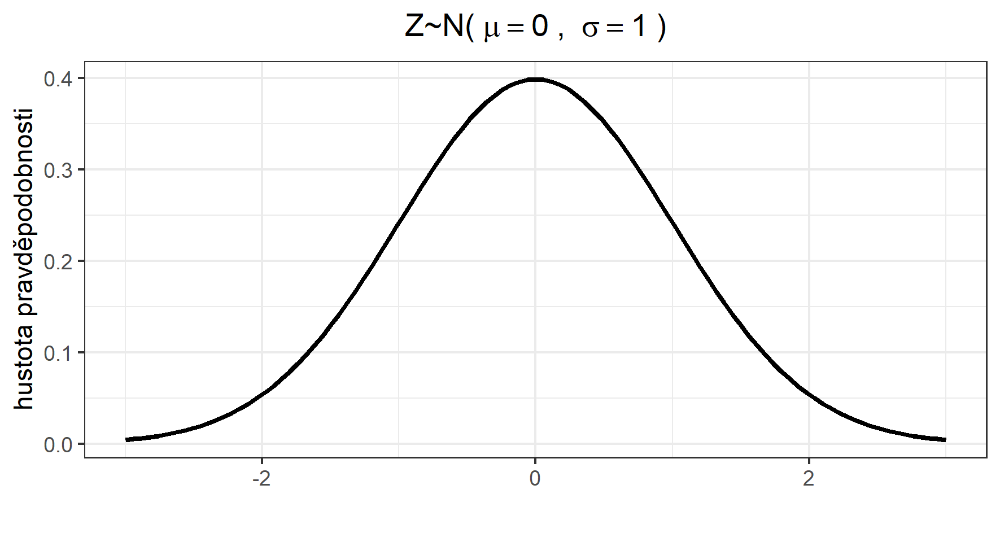 Z~N( μ = 0 , σ = 1 )
hustota pravděpodobnosti
0.4
0.3
0.2
0.1
0.0
-2 0 2